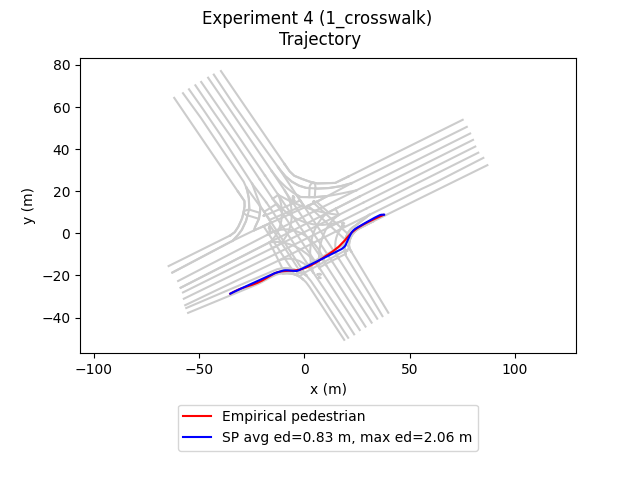 Experiment 4 (1_crosswalk)
Trajectory
80
60
40
20
0
−20
−40
y (m)
−100
−50
0
50
100
x (m)
Empirical pedestrian
SP avg ed=0.83 m, max ed=2.06 m